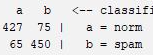 a b <-- classifi
427 75 | a = norm
65 450 | b = spam